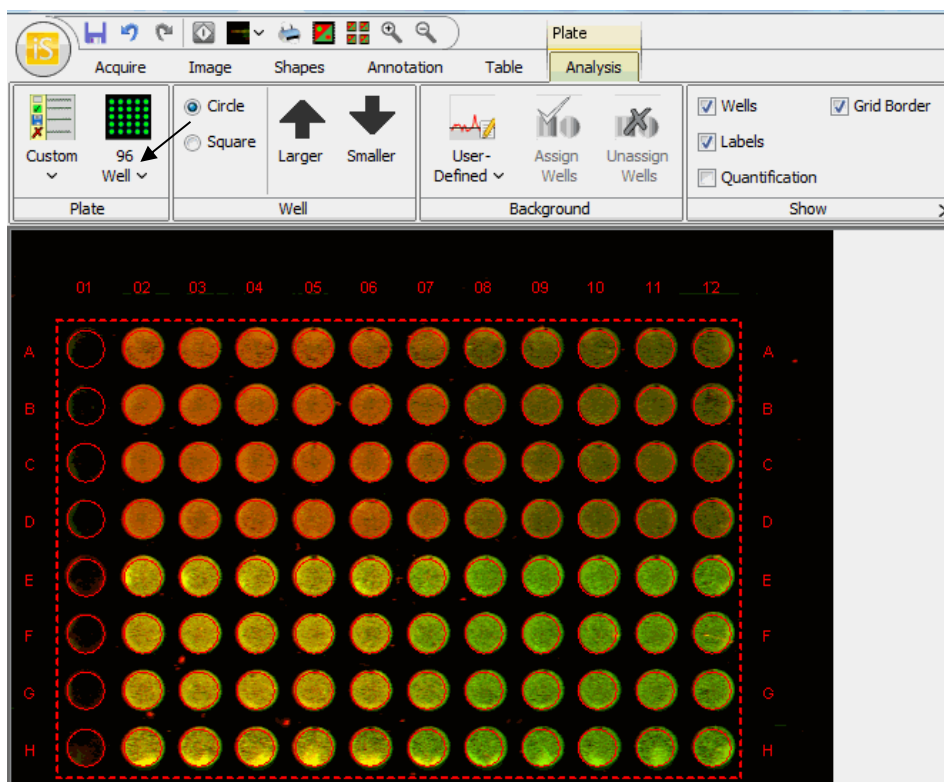 iS
Plate
Acquire Image Shapes Annotation Table Analysis
Custom
96
Well
Plate
Circle
Square
Larger
Smaller
Well
User-
Defined
Assign
Wells
Unassign
Wells
Background
Wells
Grid Border
Labels
Quantification
Show
01 02 03 04 05 06 07 08 09 10 11 12
A A
B B
C C
D D
E E
F F
G G
H H